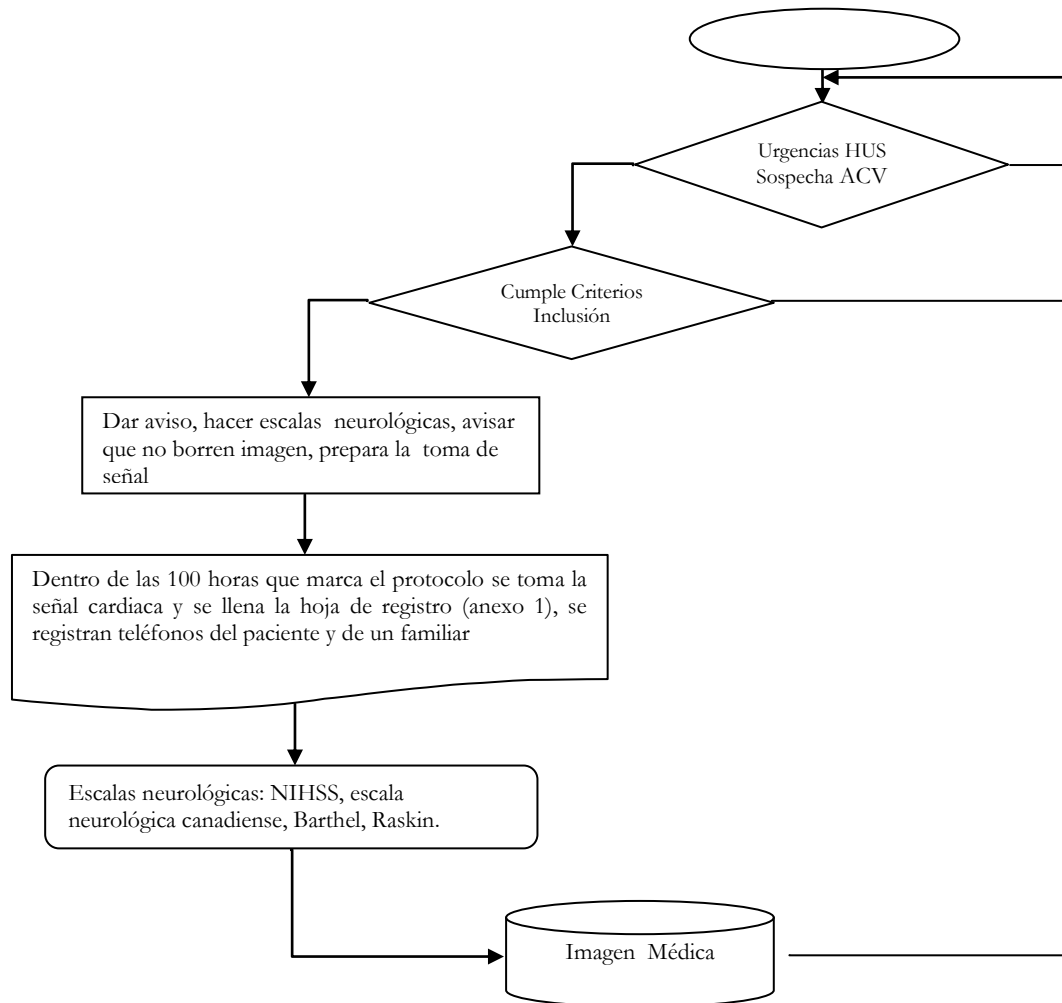 Urgencias HUS
Sospecha ACV
Cumple Criterios
Inclusión
Dar aviso, hacer escalas neurológicas, avisar
que no borren imagen, prepara la toma de
señal
Dentro de las 100 horas que marca el protocolo se toma la
señal cardiaca y se llena la hoja de registro (anexo 1), se
registran teléfonos del paciente y de un familiar
Escalas neurológicas: NIHSS, escala
neurológica canadiense, Barthel, Raskin.
Imagen Médica